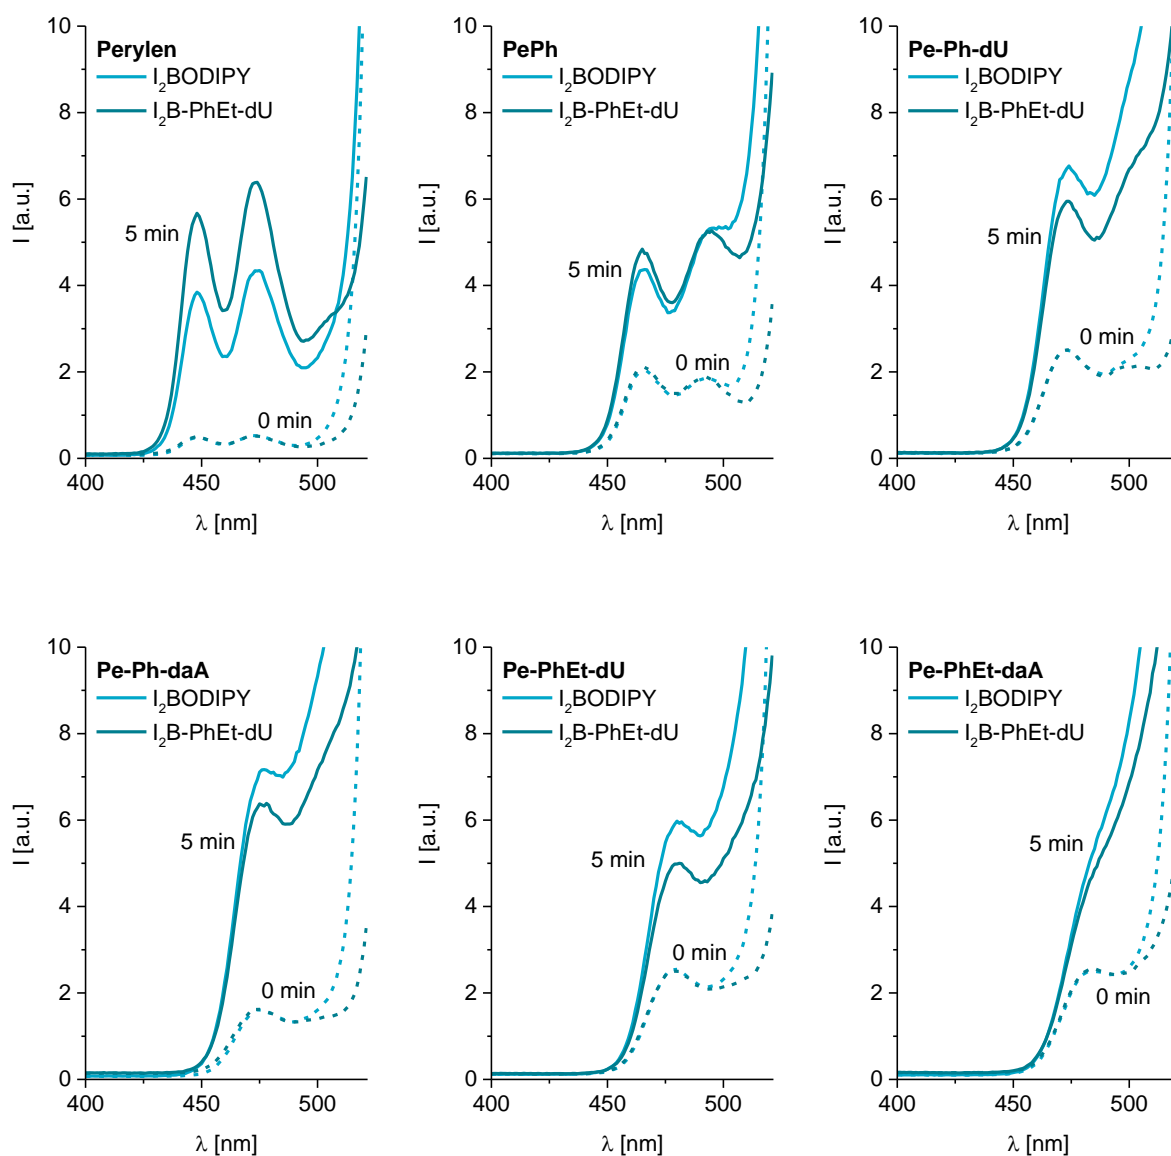 Perylen
I₂BODIPY
I₂B-PhEt-dU
5 min
0 min
I [a.u.]
10
8
6
4
2
0
400 450 500
λ [nm]
PePh
I₂BODIPY
I₂B-PhEt-dU
5 min
0 min
I [a.u.]
10
8
6
4
2
0
400 450 500
λ [nm]
Pe-Ph-dU
I₂BODIPY
I₂B-PhEt-dU
5 min
0 min
I [a.u.]
10
8
6
4
2
0
400 450 500
λ [nm]
Pe-Ph-daA
I₂BODIPY
I₂B-PhEt-dU
5 min
0 min
I [a.u.]
10
8
6
4
2
0
400 450 500
λ [nm]
Pe-PhEt-dU
I₂BODIPY
I₂B-PhEt-dU
5 min
0 min
I [a.u.]
10
8
6
4
2
0
400 450 500
λ [nm]
Pe-PhEt-daA
I₂BODIPY
I₂B-PhEt-dU
5 min
0 min
I [a.u.]
10
8
6
4
2
0
400 450 500
λ [nm]